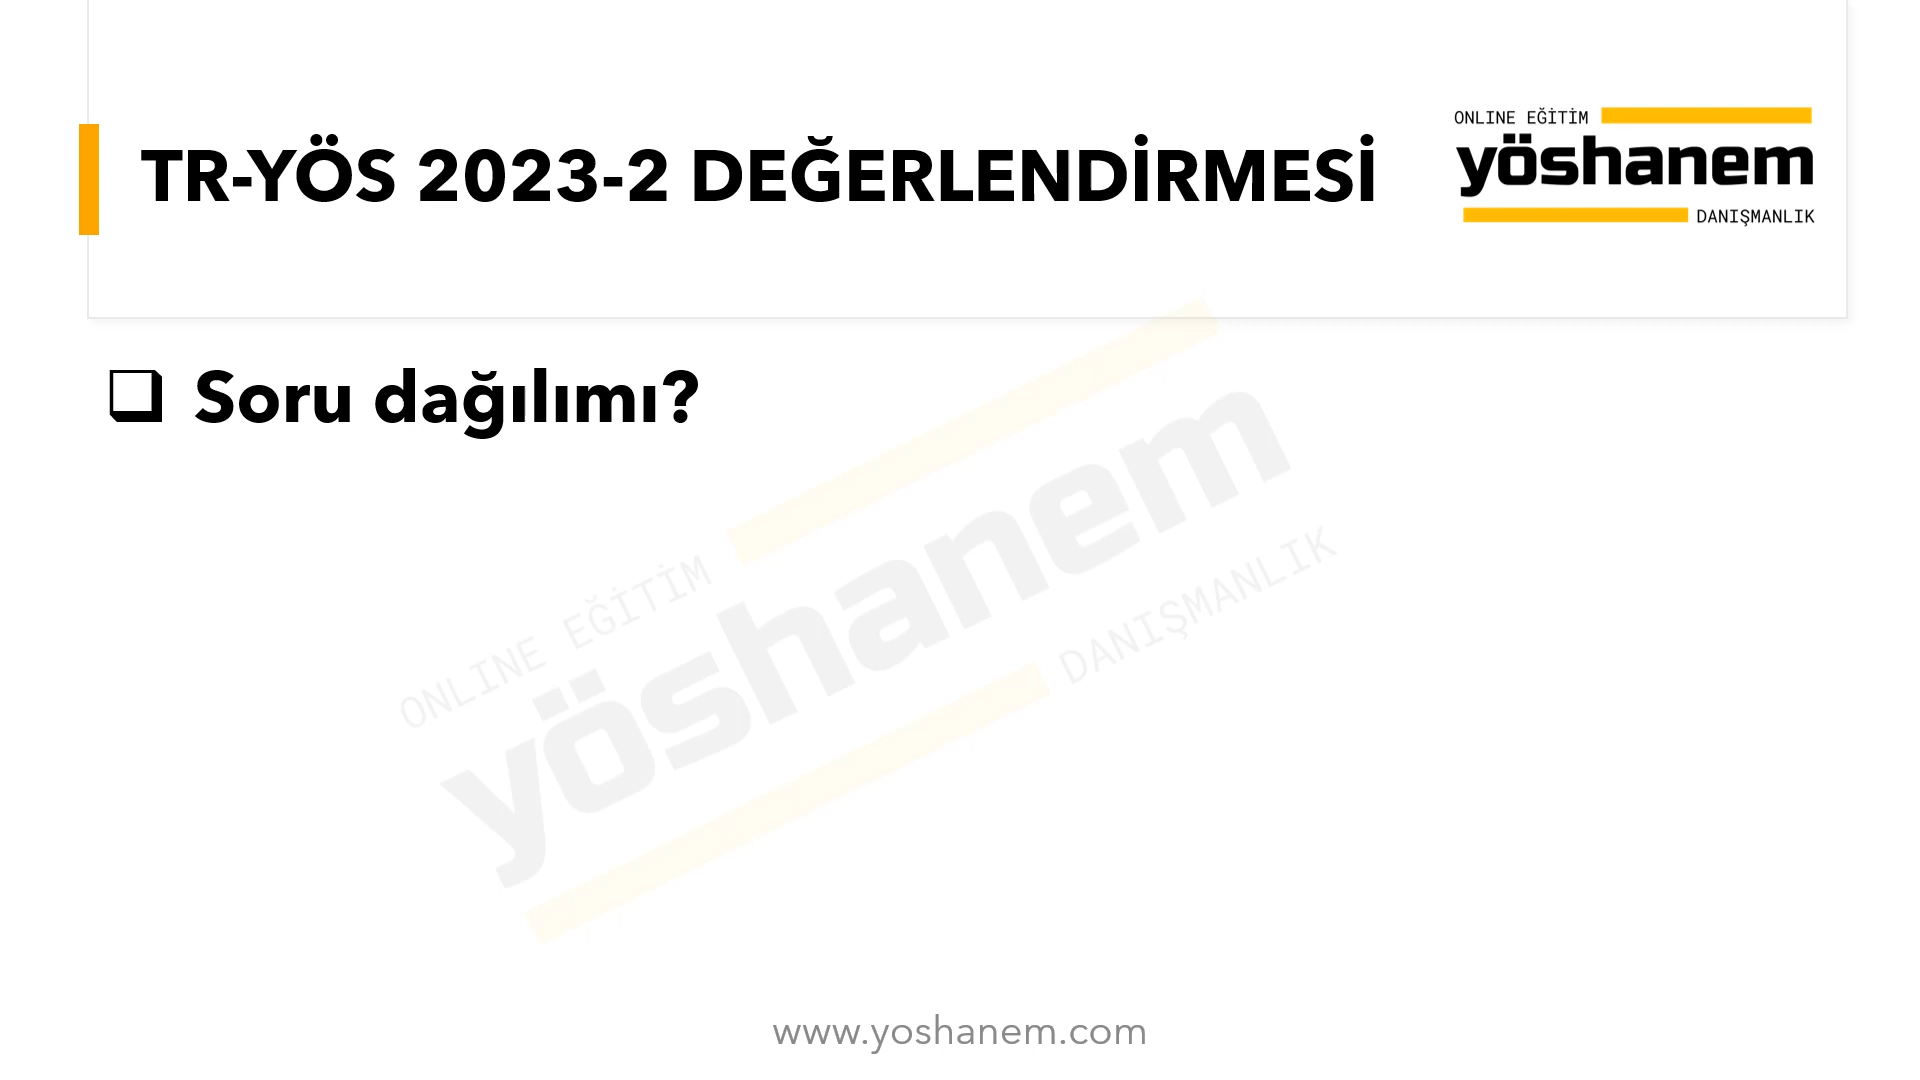 ONLINE EĞİTİM
TR-YÖS 2023-2 DEĞERLENDİRMESİ
yöshanem
DANIŞMANLIK
❑ Soru dağılımı?
ONLINE EĞİTİM
yöshanem
DANIŞMANLIK
www.yoshanem.com